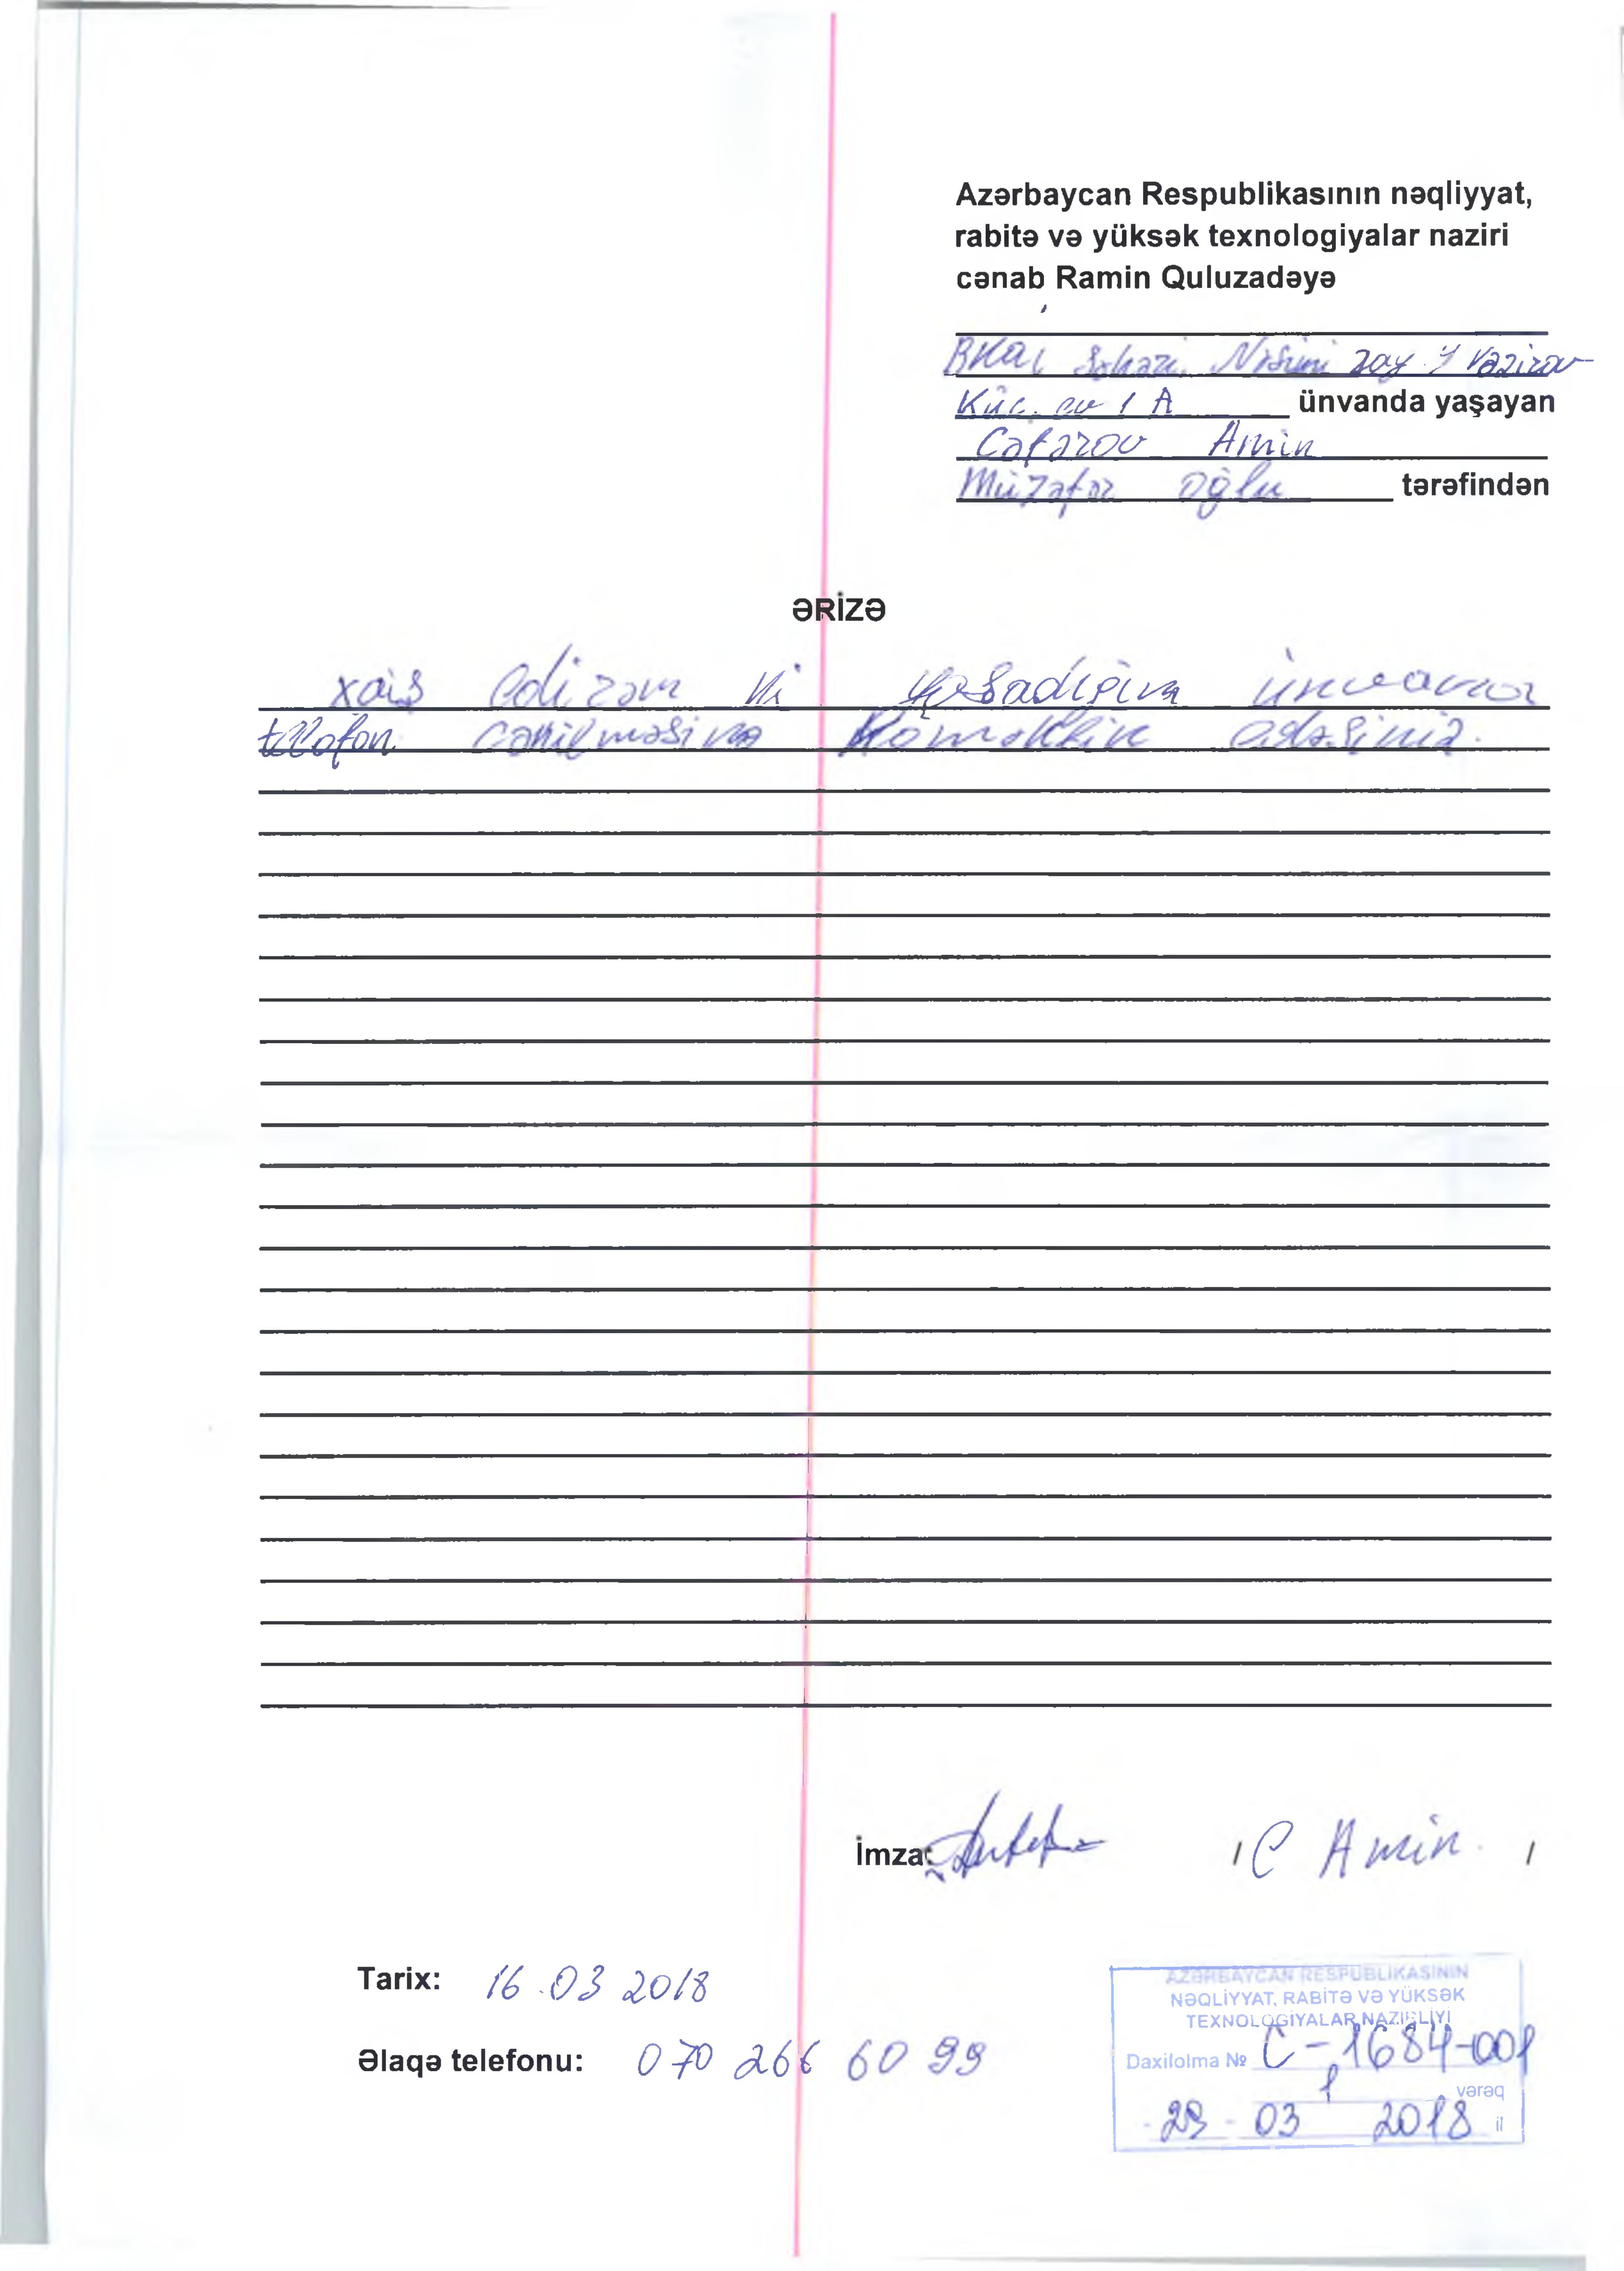 Azərbaycan Respublikasının nəqliyyat,
rabitə və yüksək texnologiyalar naziri
cənab Ramin Quluzadəyə
Bkaı şəhəri, Nəsimi ray. Y Vəzirov
Küç. ev 1 A ünvanda yaşayan
Cəfərov Amin
Müzəfər oğlu tərəfindən
ƏRİZƏ
xaiş edirəm ki yaşadığım ünvana
telefon çəkilməsinə köməklik edəsiniz.
İmza: C Amin
Tarix: 16.03 2018
Əlaqə telefonu: 070 266 60 99
AZƏRBAYCAN RESPUBLİKASININ
NƏQLİYYAT, RABİTƏ VƏ YÜKSƏK
TEXNOLOGİYALAR NAZİRLİYİ
Daxilolma № C-1684-001
1 vərəq
29-03 2018 il